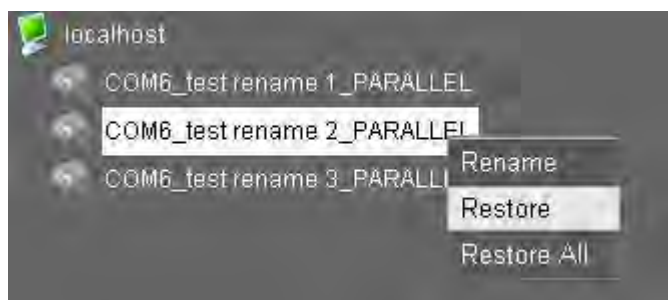 localhost
COM6_test rename 1_PARALLEL
COM6_test rename 2_PARALLEL
COM6_test rename 3_PARALL
Rename
Restore
Restore All